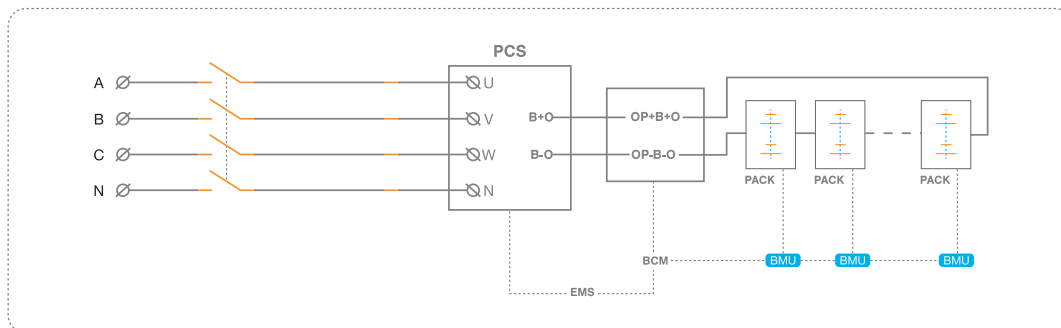 PCS
A
U
B
V
B+O
OP+B+O
C
W
B-O
OP-B-O
N
N
PACK
PACK
PACK
BCM
BMU
BMU
BMU
EMS